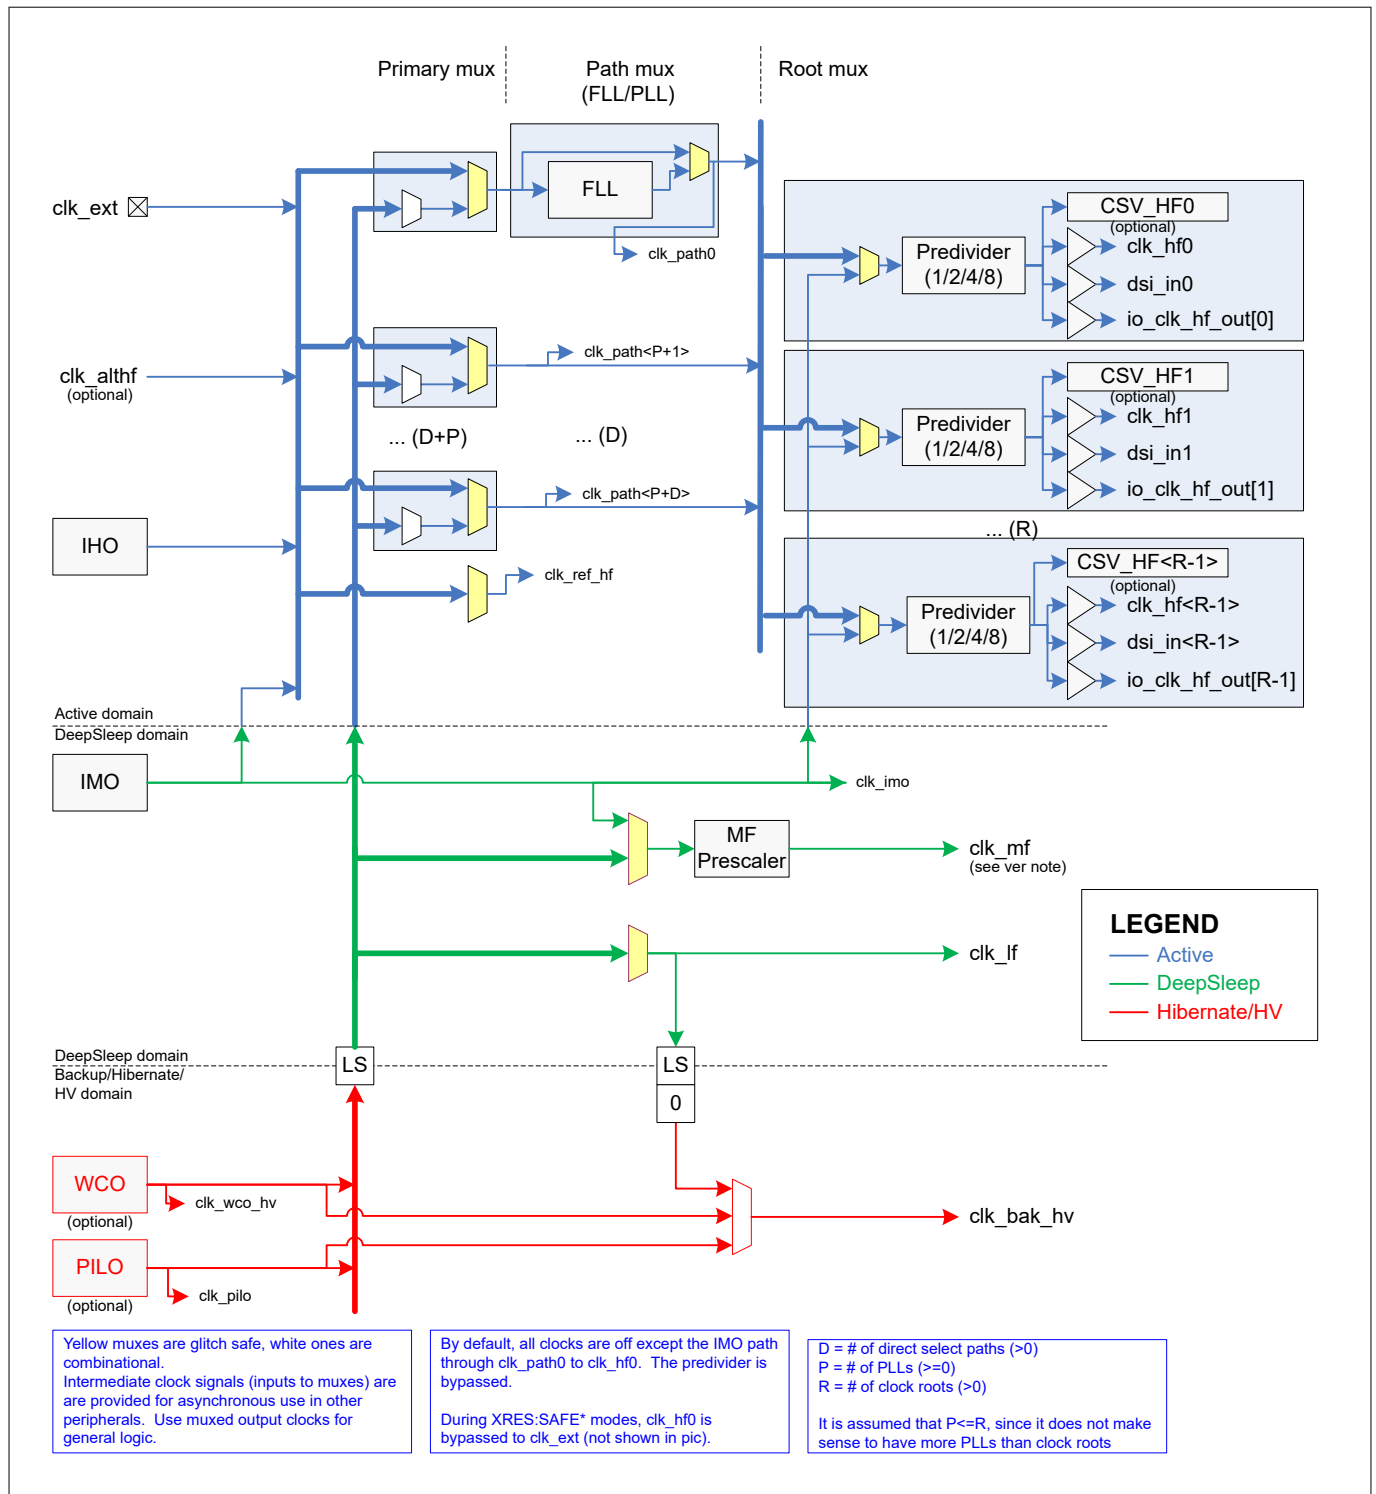 Primary mux
Path mux
(FLL/PLL)
Root mux
clk_ext
FLL
clk_path0
CSV_HF0
(optional)
clk_hf0
Predivider
(1/2/4/8)
dsi_in0
io_clk_hf_out[0]
clk_althf
(optional)
clk_path<P+1>
CSV_HF1
(optional)
clk_hf1
Predivider
(1/2/4/8)
dsi_in1
io_clk_hf_out[1]
... (D+P)
... (D)
clk_path<P+D>
IHO
... (R)
clk_ref_hf
CSV_HF<R-1>
(optional)
clk_hf<R-1>
Predivider
(1/2/4/8)
dsi_in<R-1>
io_clk_hf_out[R-1]
Active domain
DeepSleep domain
IMO
clk_imo
MF
Prescaler
clk_mf
(see ver note)
LEGEND
Active
DeepSleep
Hibernate/HV
clk_lf
DeepSleep domain
Backup/Hibernate/
HV domain
LS
LS
0
WCO
(optional)
clk_wco_hv
clk_bak_hv
PILO
(optional)
clk_pilo
Yellow muxes are glitch safe, white ones are
combinational.
Intermediate clock signals (inputs to muxes) are
are provided for asynchronous use in other
peripherals. Use muxed output clocks for
general logic.
By default, all clocks are off except the IMO path
through clk_path0 to clk_hf0. The predivider is
bypassed.
During XRES:SAFE* modes, clk_hf0 is
bypassed to clk_ext (not shown in pic).
D = # of direct select paths (>0)
P = # of PLLs (>=0)
R = # of clock roots (>0)
It is assumed that P<=R, since it does not make
sense to have more PLLs than clock roots